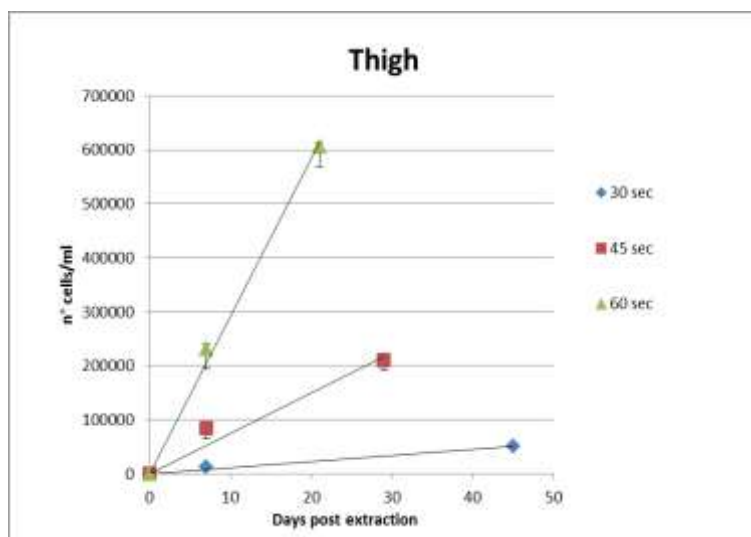 Thigh
700000
600000
500000
400000
300000
200000
100000
0
n° cells/ml
0 10 20 30 40 50
Days post extraction
30 sec
45 sec
60 sec